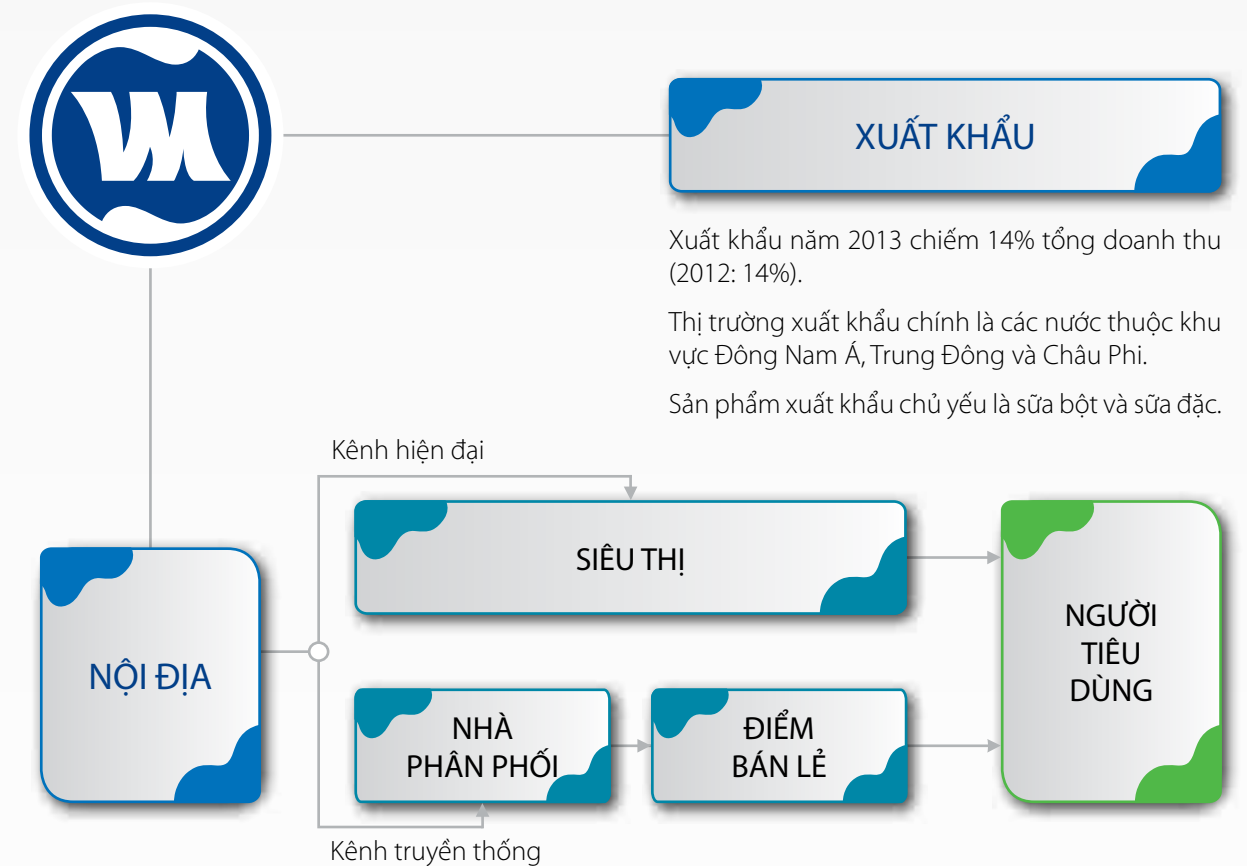 VM
XUẤT KHẨU
Xuất khẩu năm 2013 chiếm 14% tổng doanh thu
(2012: 14%).
Thị trường xuất khẩu chính là các nước thuộc khu
vực Đông Nam Á, Trung Đông và Châu Phi.
Sản phẩm xuất khẩu chủ yếu là sữa bột và sữa đặc.
Kênh hiện đại
SIÊU THỊ
NỘI ĐỊA
NHÀ
PHÂN PHỐI
ĐIỂM
BÁN LẺ
NGƯỜI
TIÊU
DÙNG
Kênh truyền thống